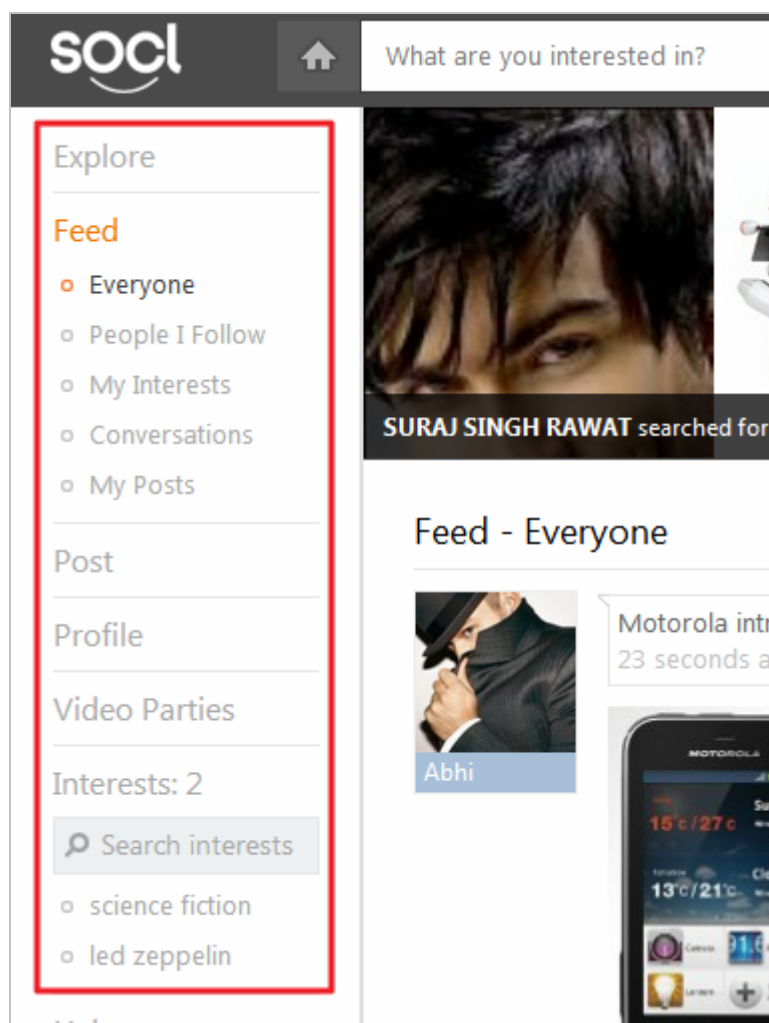 socl
What are you interested in?
Explore
Feed
Everyone
People I Follow
My Interests
Conversations
My Posts
Post
Profile
Video Parties
Interests: 2
Search interests
science fiction
led zeppelin
SURAJ SINGH RAWAT searched for
Feed - Everyone
Abhi
Motorola
23 seconds
MOTOROLA
15°c/27°c
13°c/21°c